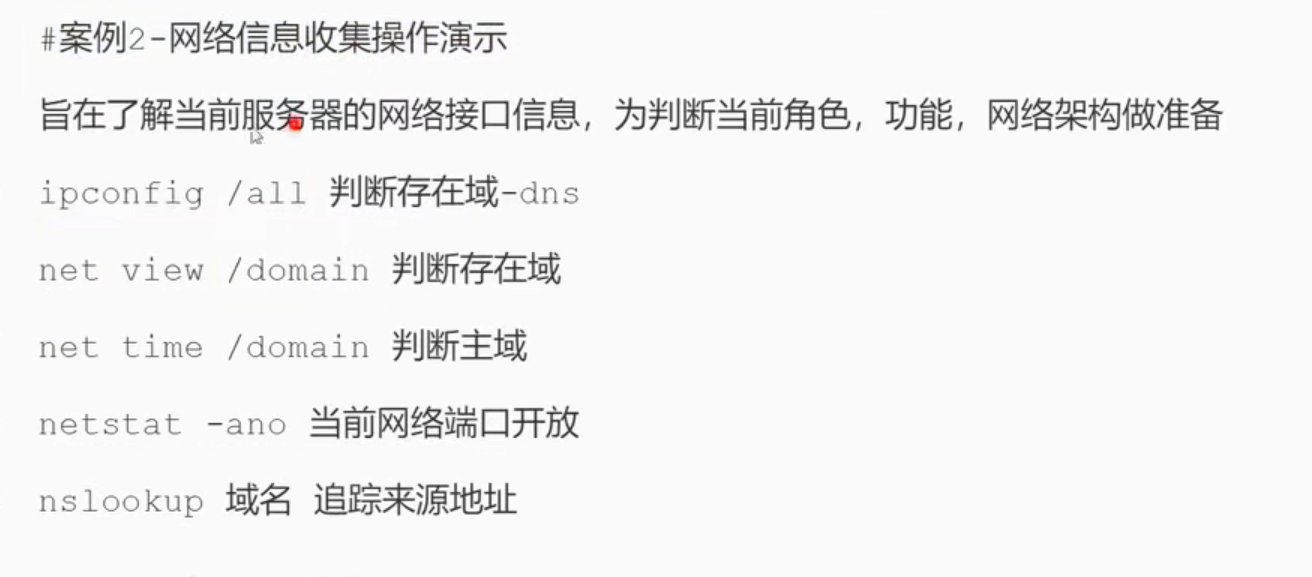 #案例2-网络信息收集操作演示
旨在了解当前服务器的网络接口信息，为判断当前角色，功能，网络架构做准备
ipconfig /all 判断存在域-dns
net view /domain 判断存在域
net time /domain 判断主域
netstat -ano 当前网络端口开放
nslookup 域名 追踪来源地址